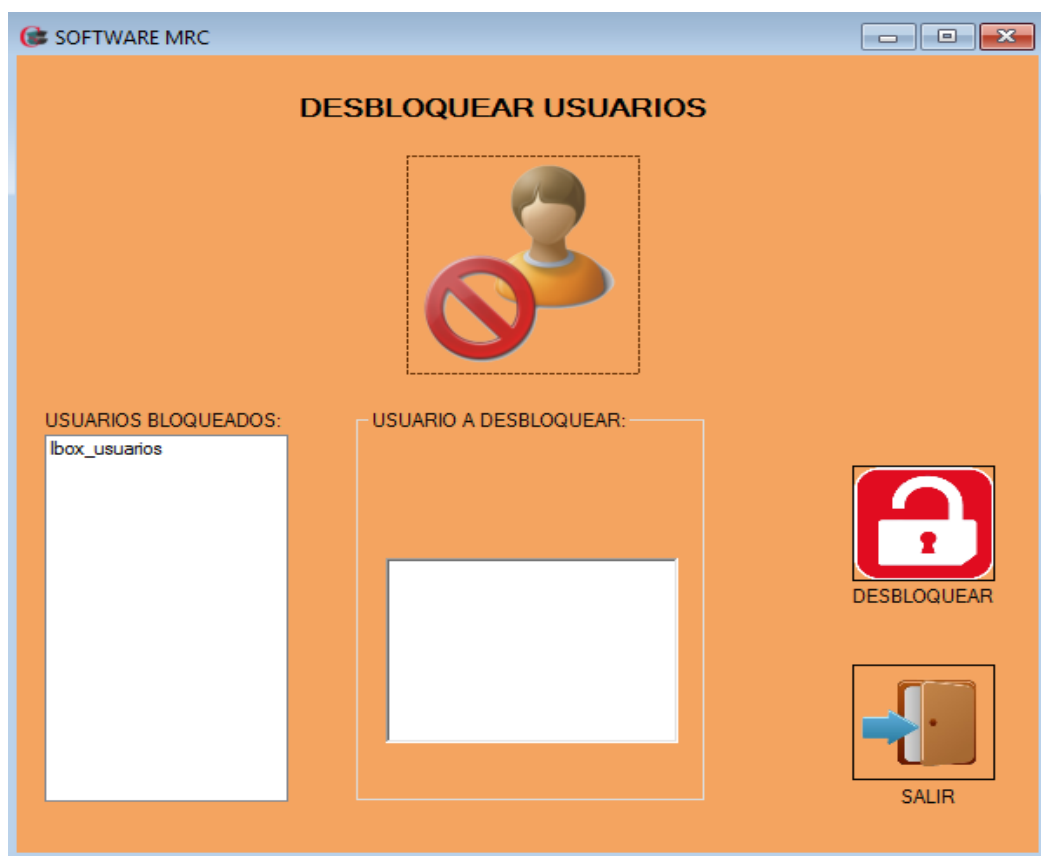 SOFTWARE MRC
DESBLOQUEAR USUARIOS
USUARIOS BLOQUEADOS:
lbox_usuarios
USUARIO A DESBLOQUEAR:
DESBLOQUEAR
SALIR